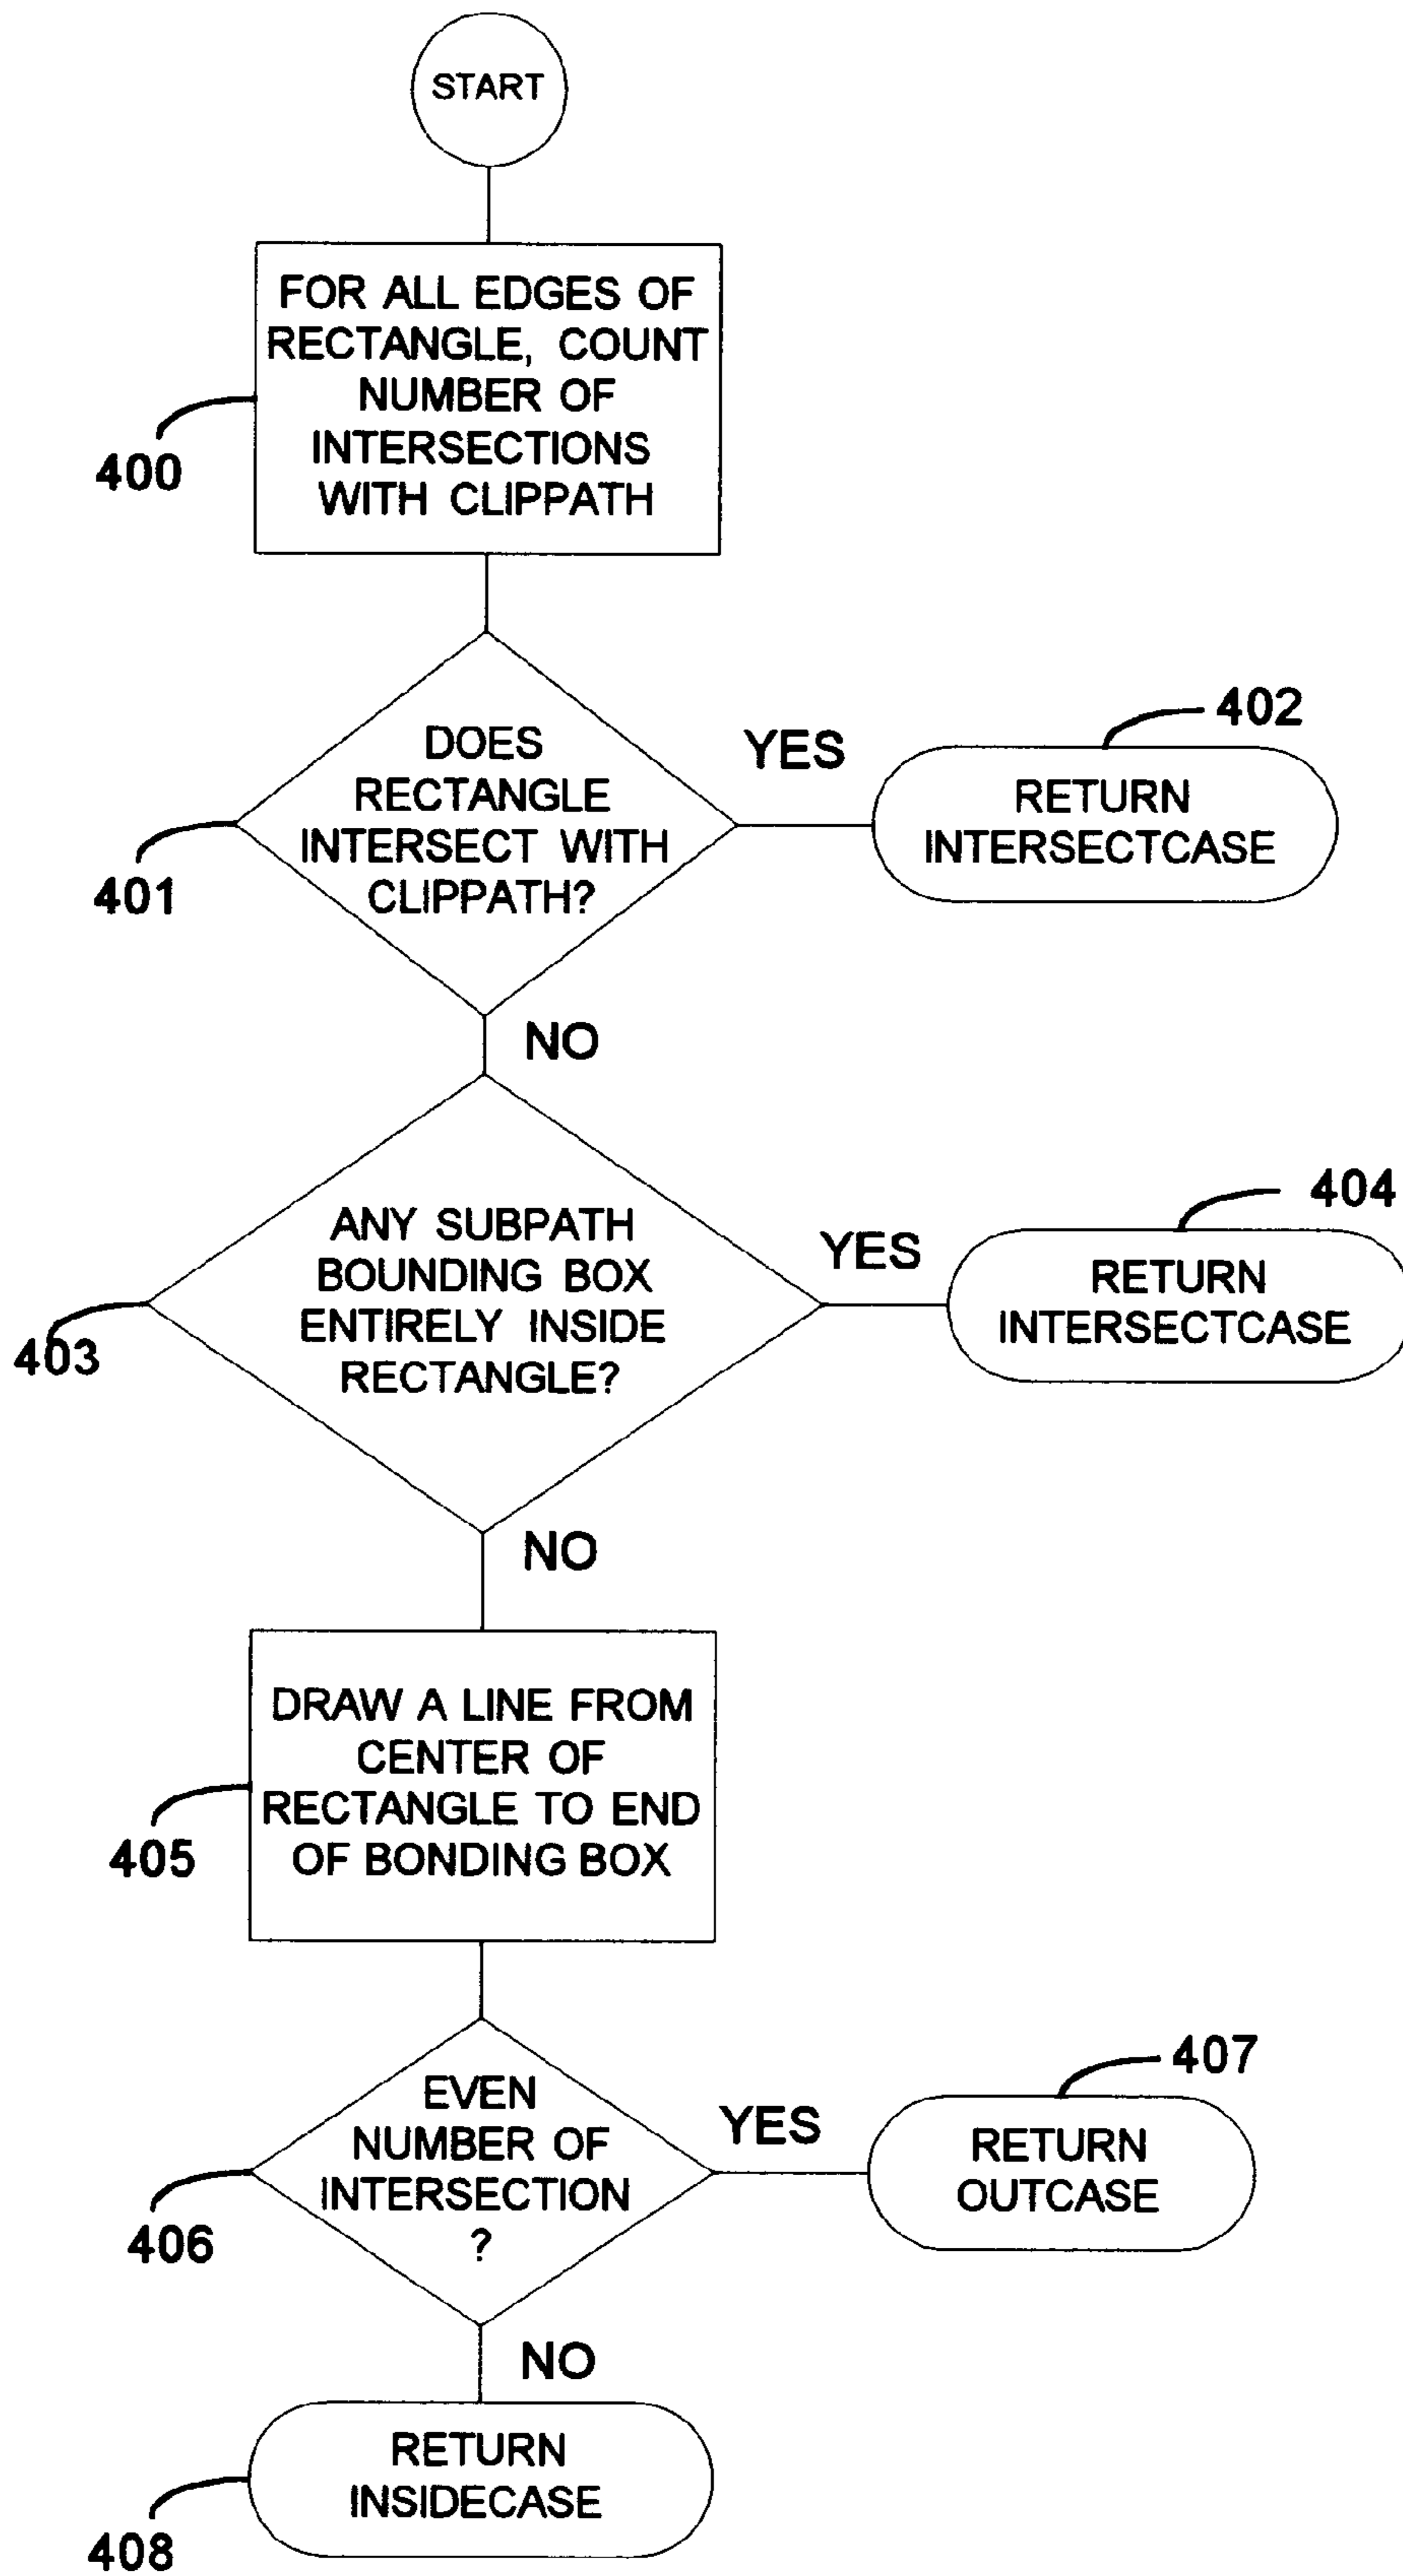 START
FOR ALL EDGES OF
RECTANGLE, COUNT
NUMBER OF
INTERSECTIONS
WITH CLIPPATH
400
DOES
RECTANGLE
INTERSECT WITH
CLIPPATH?
401
YES
402
RETURN
INTERSECTCASE
NO
ANY SUBPATH
BOUNDING BOX
ENTIRELY INSIDE
RECTANGLE?
403
YES
404
RETURN
INTERSECTCASE
NO
DRAW A LINE FROM
CENTER OF
RECTANGLE TO END
OF BONDING BOX
405
EVEN
NUMBER OF
INTERSECTION
?
406
YES
407
RETURN
OUTCASE
NO
RETURN
INSIDECASE
408